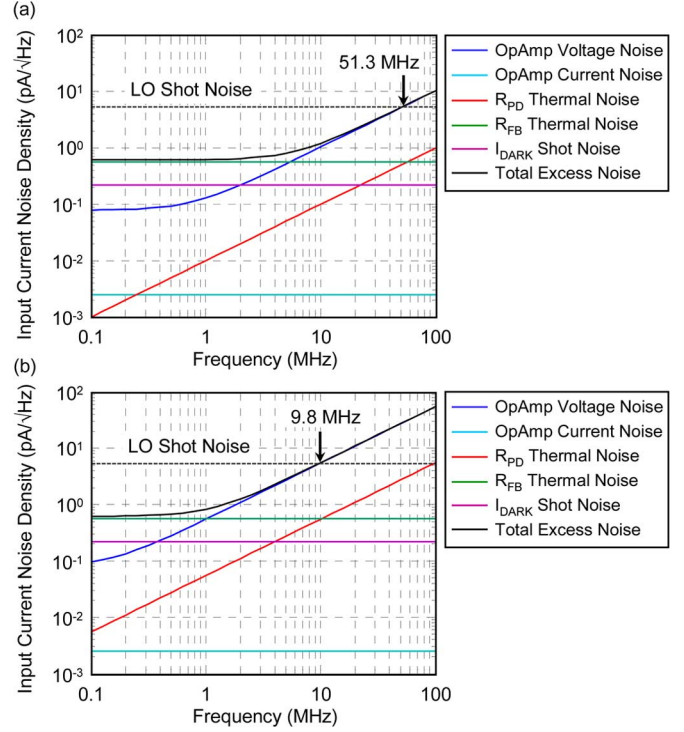 (a)
Input Current Noise Density (pA/√Hz)
10²
10¹
10⁰
10⁻¹
10⁻²
10⁻³
LO Shot Noise
51.3 MHz
0.1
1
10
100
Frequency (MHz)
OpAmp Voltage Noise
OpAmp Current Noise
R_PD Thermal Noise
R_FB Thermal Noise
I_DARK Shot Noise
Total Excess Noise
(b)
Input Current Noise Density (pA/√Hz)
10²
10¹
10⁰
10⁻¹
10⁻²
10⁻³
LO Shot Noise
9.8 MHz
0.1
1
10
100
Frequency (MHz)
OpAmp Voltage Noise
OpAmp Current Noise
R_PD Thermal Noise
R_FB Thermal Noise
I_DARK Shot Noise
Total Excess Noise